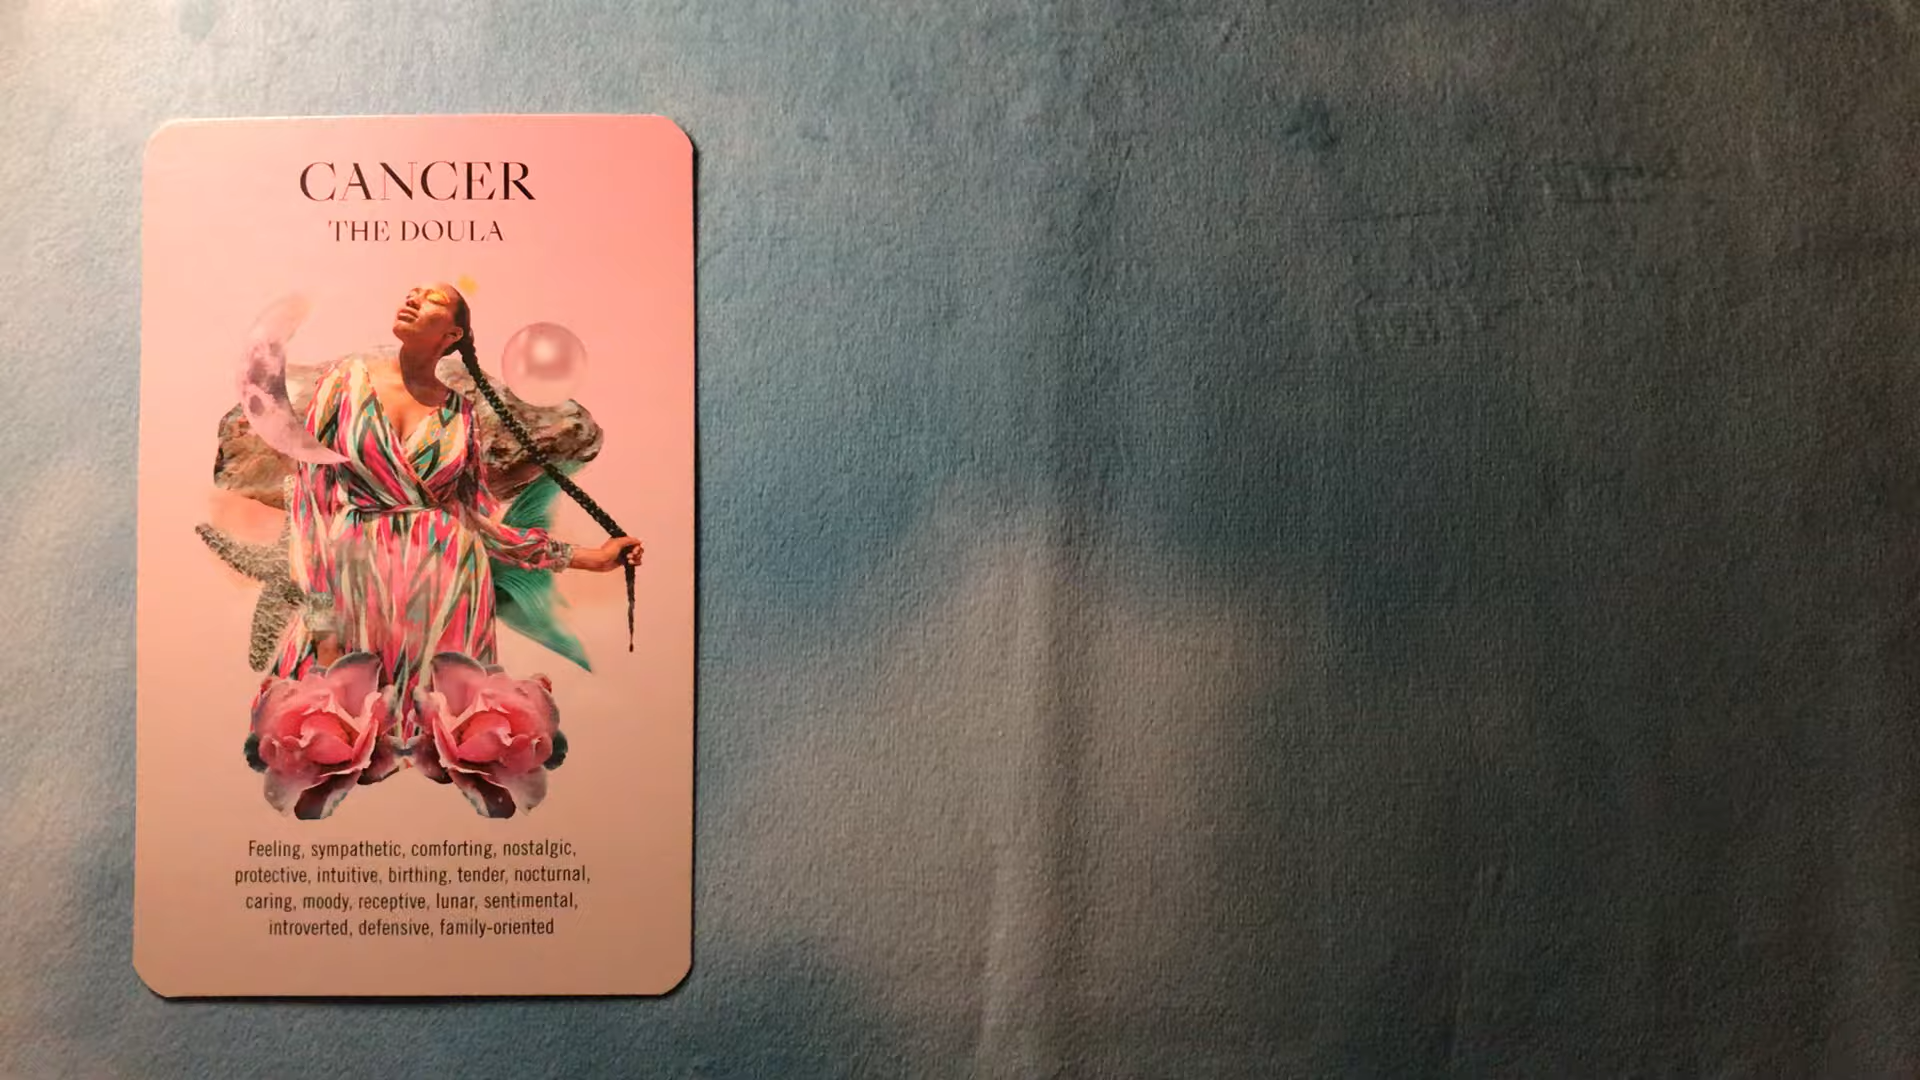 CANCER
THE DOULA
Feeling, sympathetic, comforting, nostalgic,
protective, intuitive, birthing, tender, nocturnal,
caring, moody, receptive, lunar, sentimental,
introverted, defensive, family-oriented